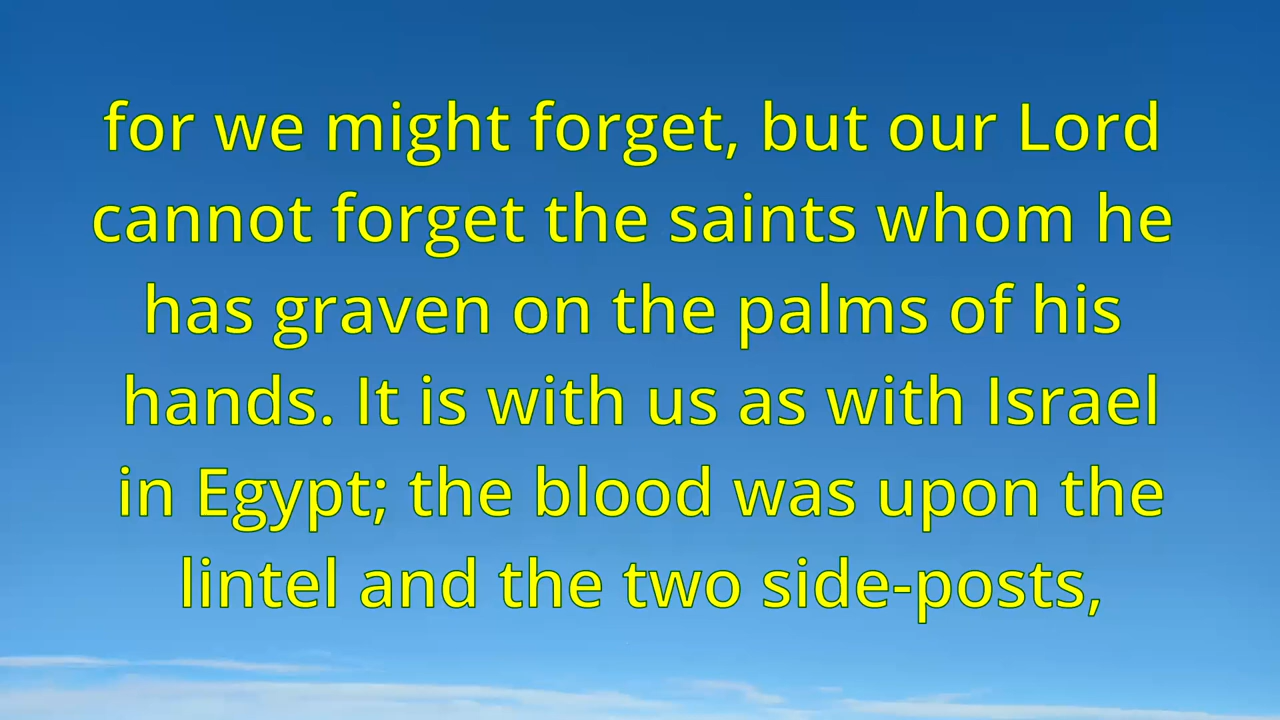 for we might forget, but our Lord
cannot forget the saints whom he
has graven on the palms of his
hands. It is with us as with Israel
in Egypt; the blood was upon the
lintel and the two side-posts,